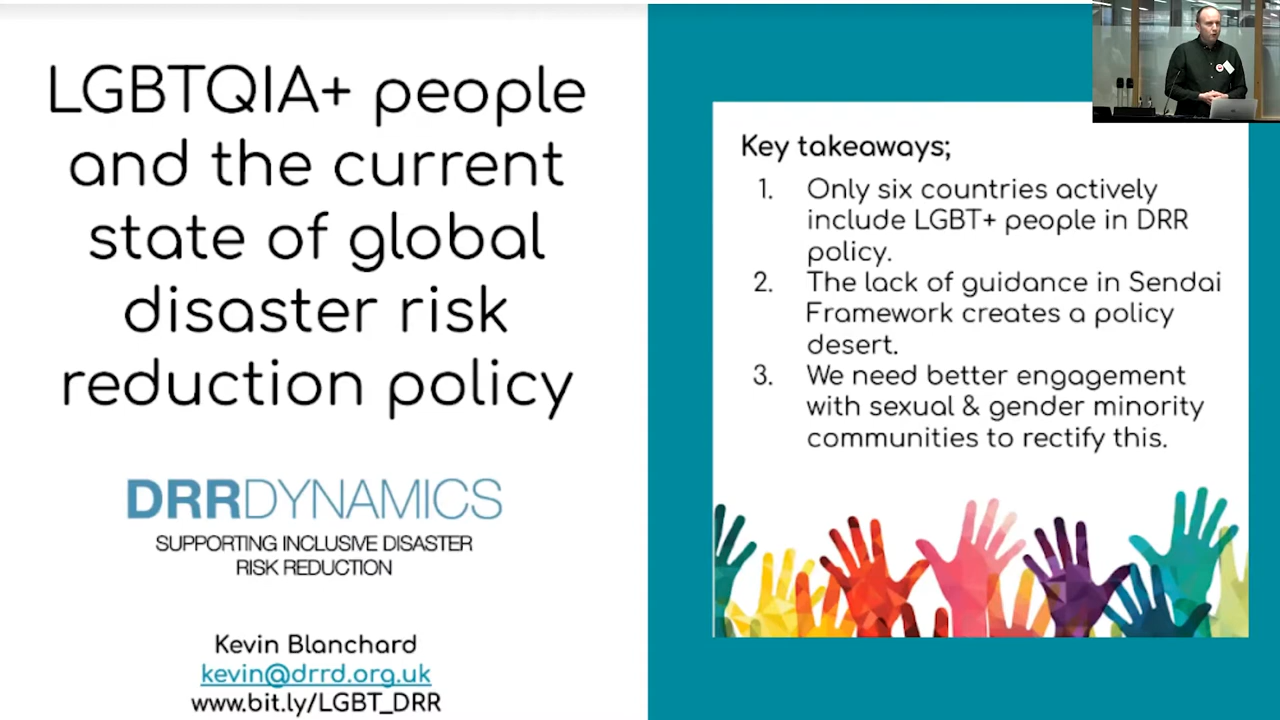 LGBTQIA+ people
and the current
state of global
disaster risk
reduction policy
DRRDYNAMICS
SUPPORTING INCLUSIVE DISASTER
RISK REDUCTION
Kevin Blanchard
kevin@drrd.org.uk
www.bit.ly/LGBT_DRR
Key takeaways;
1. Only six countries actively
include LGBT+ people in DRR
policy.
2. The lack of guidance in Sendai
Framework creates a policy
desert.
3. We need better engagement
with sexual & gender minority
communities to rectify this.